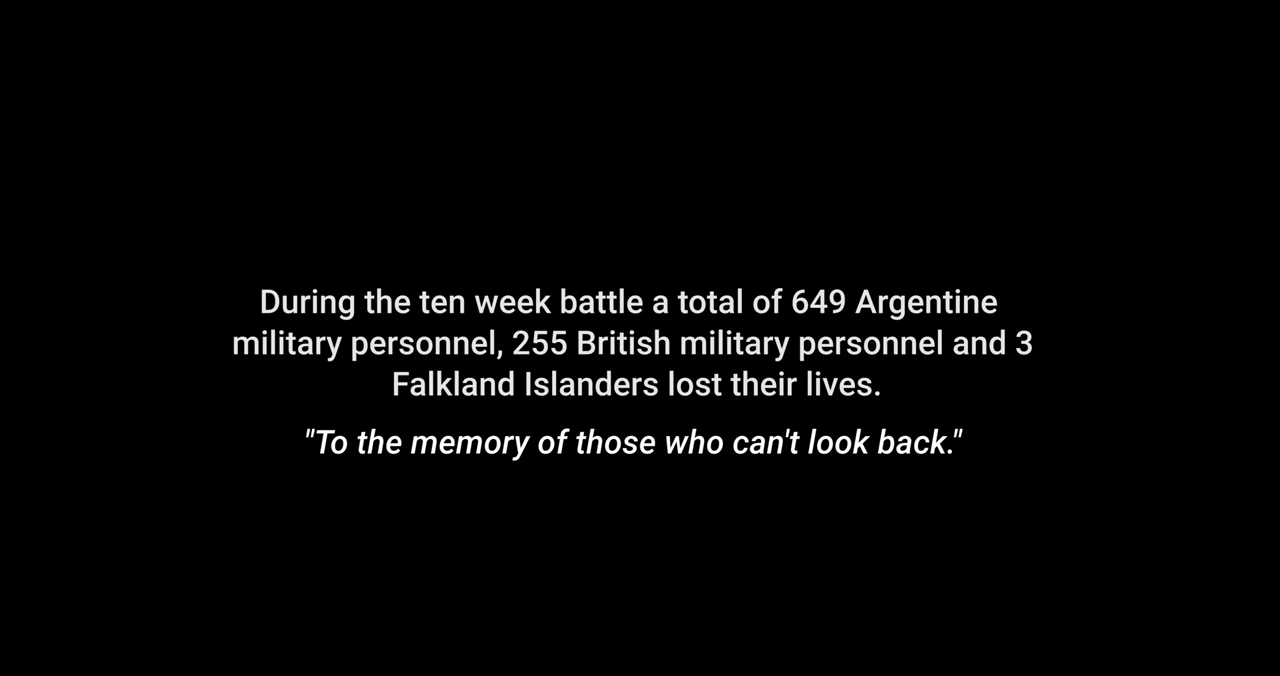 During the ten week battle a total of 649 Argentine
military personnel, 255 British military personnel and 3
Falkland Islanders lost their lives.
"To the memory of those who can't look back."